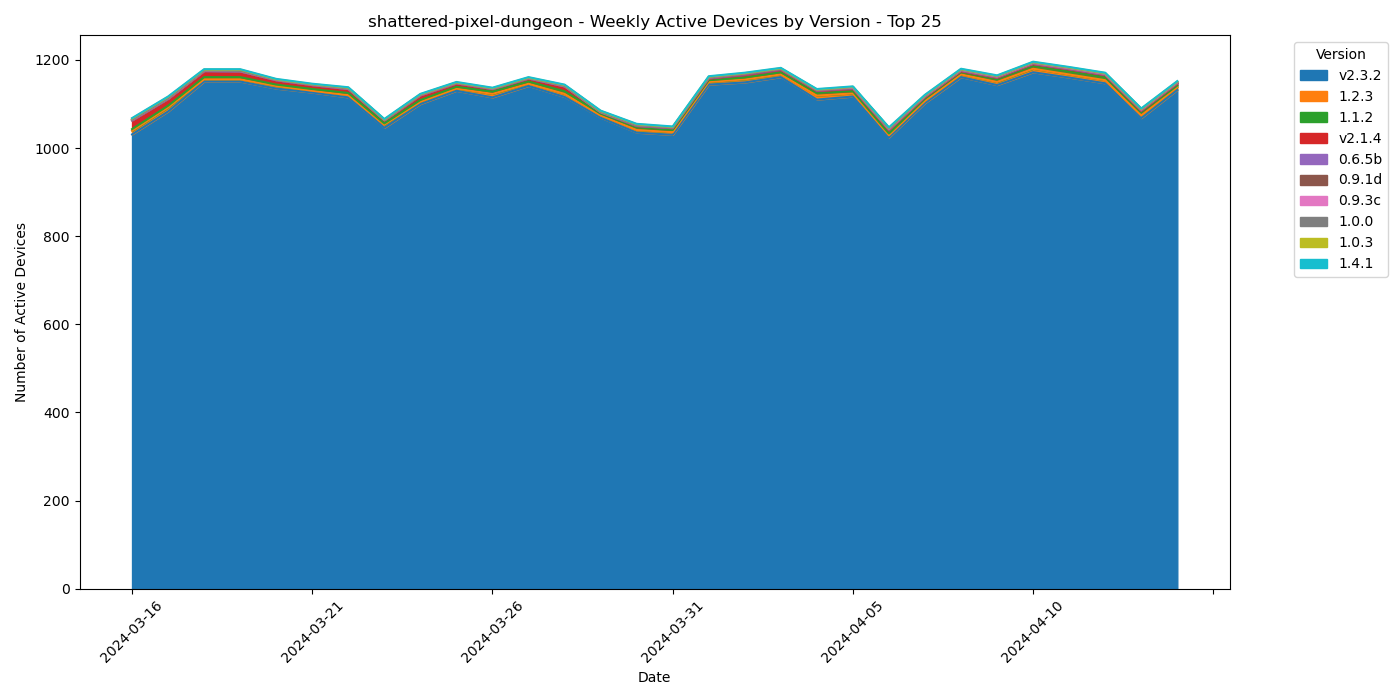 shattered-pixel-dungeon - Weekly Active Devices by Version - Top 25
Number of Active Devices
1200
1000
800
600
400
200
0
2024-03-16
2024-03-21
2024-03-26
2024-03-31
2024-04-05
2024-04-10
Date
Version
v2.3.2
1.2.3
1.1.2
v2.1.4
0.6.5b
0.9.1d
0.9.3c
1.0.0
1.0.3
1.4.1